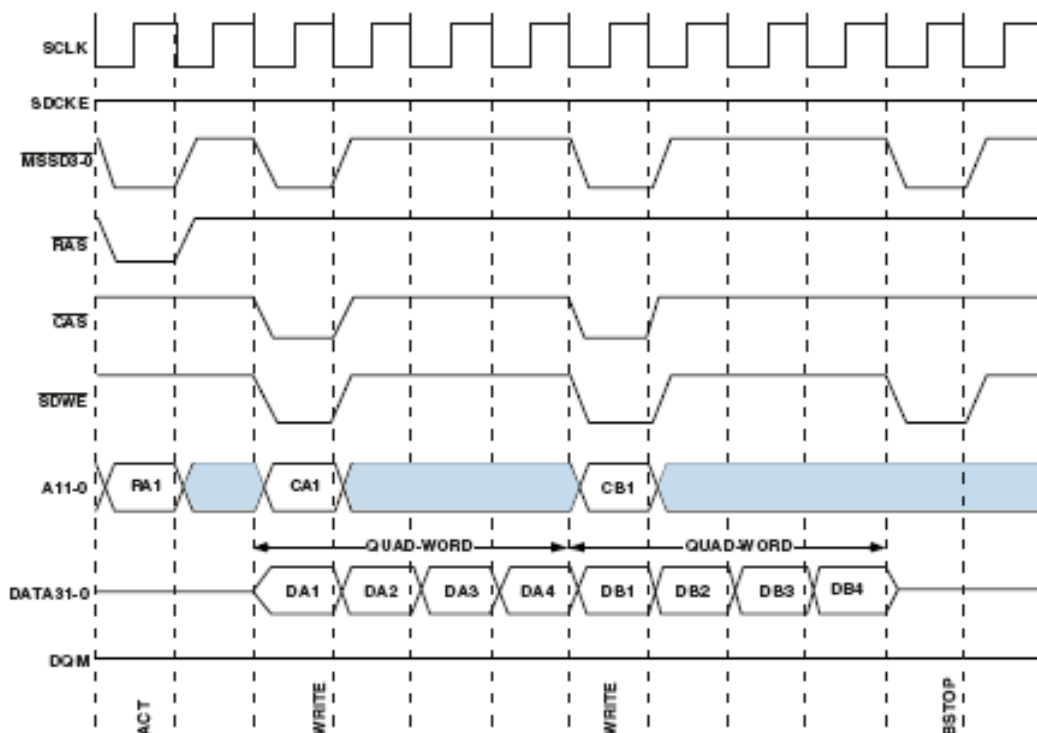 SCLK
SDCKE
MSSD3-0
RAS
CAS
SDWE
A11-0 RA1 CA1 CB1
QUAD-WORD QUAD-WORD
DATA31-0 DA1 DA2 DA3 DA4 DB1 DB2 DB3 DB4
DQM
ACT WRITE WRITE BSTOP